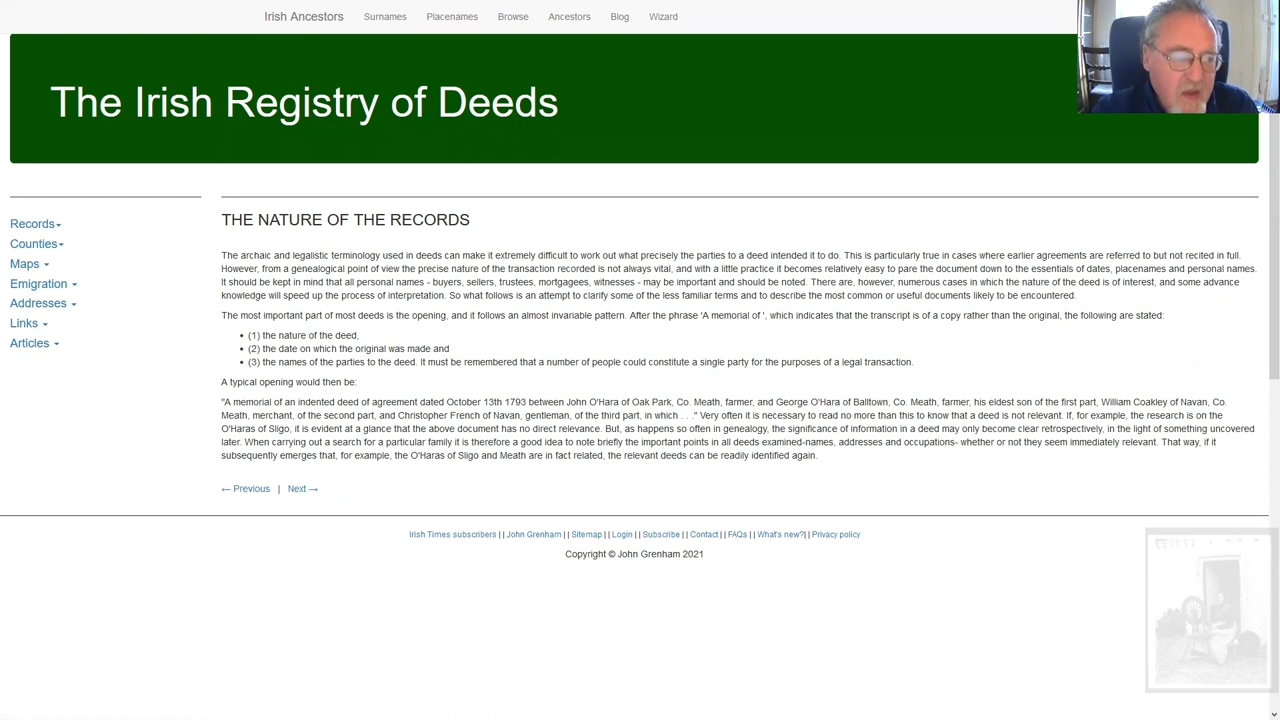 Irish Ancestors Surnames Placenames Browse Ancestors Blog Wizard
The Irish Registry of Deeds
Records
Counties
Maps
Emigration
Addresses
Links
Articles
THE NATURE OF THE RECORDS
The archaic and legalistic terminology used in deeds can make it extremely difficult to work out what precisely the parties to a deed intended it to do. This is particularly true in cases where earlier agreements are referred to but not recited in full.
However, from a genealogical point of view the precise nature of the transaction recorded is not always vital, and with a little practice it becomes relatively easy to pare the document down to the essentials of dates, placenames and personal names.
It should be kept in mind that all personal names - buyers, sellers, trustees, mortgagees, witnesses - may be important and should be noted. There are, however, numerous cases in which the nature of the deed is of interest, and some advance
knowledge will speed up the process of interpretation. So what follows is an attempt to clarify some of the less familiar terms and to describe the most common or useful documents likely to be encountered.
The most important part of most deeds is the opening, and it follows an almost invariable pattern. After the phrase 'A memorial of ', which indicates that the transcript is of a copy rather than the original, the following are stated:
• (1) the nature of the deed,
• (2) the date on which the original was made and
• (3) the names of the parties to the deed. It must be remembered that a number of people could constitute a single party for the purposes of a legal transaction.
A typical opening would then be:
"A memorial of an indented deed of agreement dated October 13th 1793 between John O'Hara of Oak Park, Co. Meath, farmer, and George O'Hara of Balltown, Co. Meath, farmer, his eldest son of the first part, William Coakley of Navan, Co.
Meath, merchant, of the second part, and Christopher French of Navan, gentleman, of the third part, in which . . ." Very often it is necessary to read no more than this to know that a deed is not relevant. If, for example, the research is on the
O'Haras of Sligo, it is evident at a glance that the above document has no direct relevance. But, as happens so often in genealogy, the significance of information in a deed may only become clear retrospectively, in the light of something uncovered
later. When carrying out a search for a particular family it is therefore a good idea to note briefly the important points in all deeds examined-names, addresses and occupations- whether or not they seem immediately relevant. That way, if it
subsequently emerges that, for example, the O'Haras of Sligo and Meath are in fact related, the relevant deeds can be readily identified again.
← Previous | Next →
Irish Times subscribers | | John Grenham | | Sitemap | | Login | | Subscribe | | Contact | | FAQs | | What's new?| | Privacy policy
Copyright © John Grenham 2021